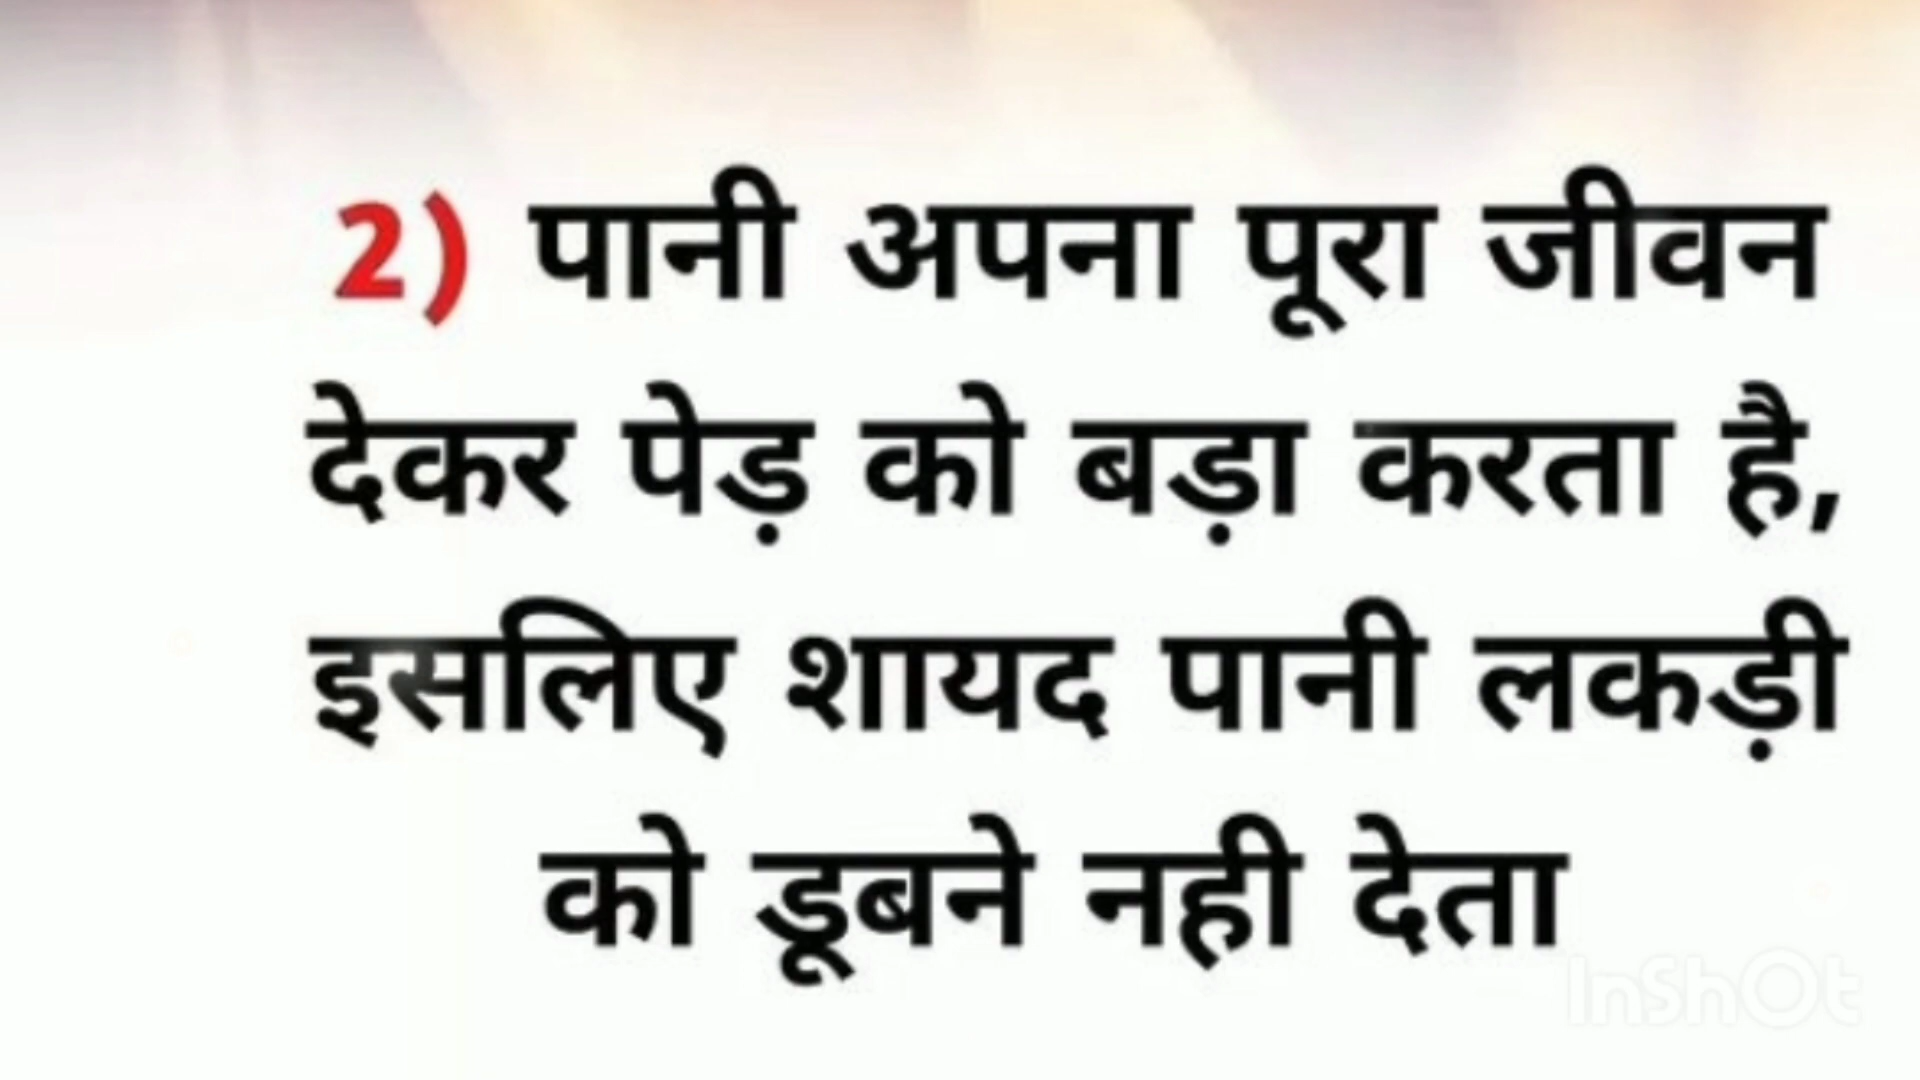 2) पानी अपना पूरा जीवन
देकर पेड़ को बड़ा करता है,
इसलिए शायद पानी लकड़ी
को डूबने नही देता
InShOt